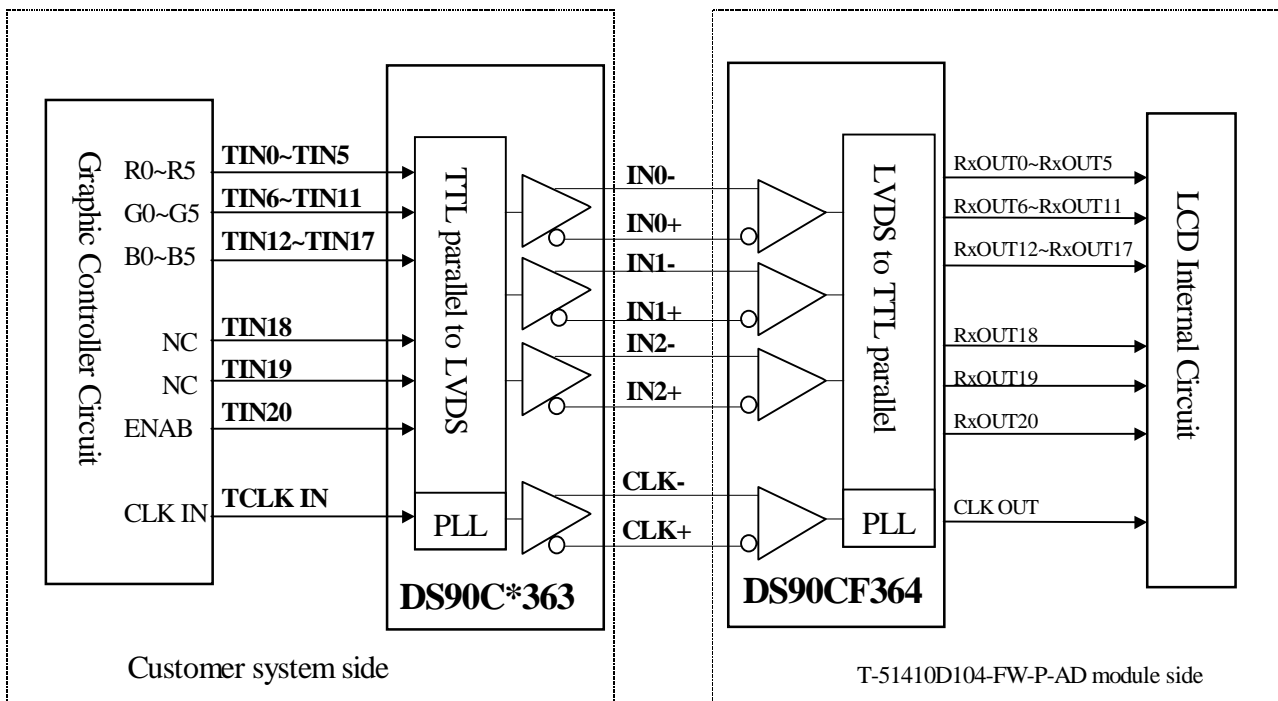 Graphic Controller Circuit
R0~R5
G0~G5
B0~B5
NC
NC
ENAB
CLK IN
TIN0~TIN5
TIN6~TIN11
TIN12~TIN17
TIN18
TIN19
TIN20
TCLK IN
TTL parallel to LVDS
PLL
DS90C*363
Customer system side
IN0-
IN0+
IN1-
IN1+
IN2-
IN2+
CLK-
CLK+
LVDS to TTL parallel
PLL
DS90CF364
RxOUT0~RxOUT5
RxOUT6~RxOUT11
RxOUT12~RxOUT17
RxOUT18
RxOUT19
RxOUT20
CLK OUT
LCD Internal Circuit
T-51410D104-FW-P-AD module side